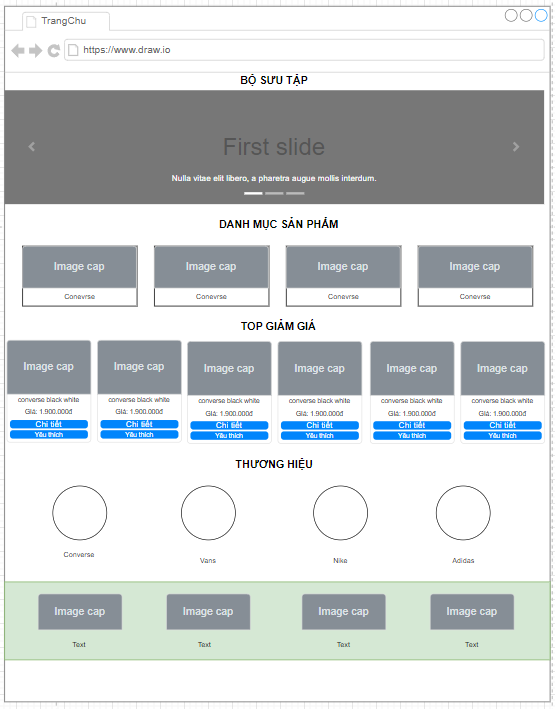 TrangChu
https://www.draw.io
BỘ SƯU TẬP
First slide
Nulla vitae elit libero, a pharetra augue mollis interdum.
DANH MỤC SẢN PHẨM
Image cap Image cap Image cap Image cap
Conevrse Conevrse Conevrse Conevrse
TOP GIẢM GIÁ
Image cap Image cap Image cap Image cap Image cap Image cap
converse black white converse black white converse black white converse black white converse black white converse black white
Giá: 1.900.000đ Giá: 1.900.000đ Giá: 1.900.000đ Giá: 1.900.000đ Giá: 1.900.000đ Giá: 1.900.000đ
Chi tiết Chi tiết Chi tiết Chi tiết Chi tiết Chi tiết
Yêu thích Yêu thích Yêu thích Yêu thích Yêu thích Yêu thích
THƯƠNG HIỆU
Converse Vans Nike Adidas
Image cap Image cap Image cap Image cap
Text Text Text Text